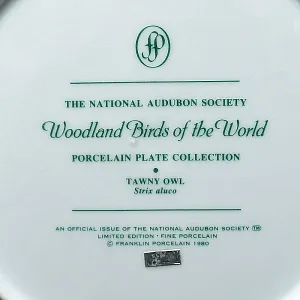 FP
THE NATIONAL AUDUBON SOCIETY
Woodland Birds of the World
PORCELAIN PLATE COLLECTION
•
TAWNY OWL
Strix aluco
AN OFFICIAL ISSUE OF THE NATIONAL AUDUBON SOCIETY TM
LIMITED EDITION · FINE PORCELAIN
© FRANKLIN PORCELAIN 1980